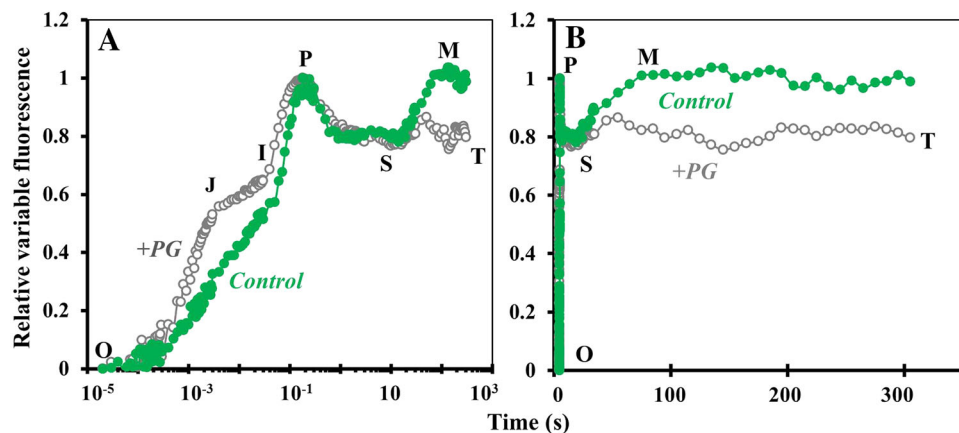 A
B
Relative variable fluorescence
1.2
1
0.8
0.6
0.4
0.2
0
O
J
I
P
S
M
T
+PG
Control
10-5
10-3
10-1
10
103
1.2
1
0.8
0.6
0.4
0.2
0
P
M
S
T
O
Control
+PG
0
100
200
300
Time (s)